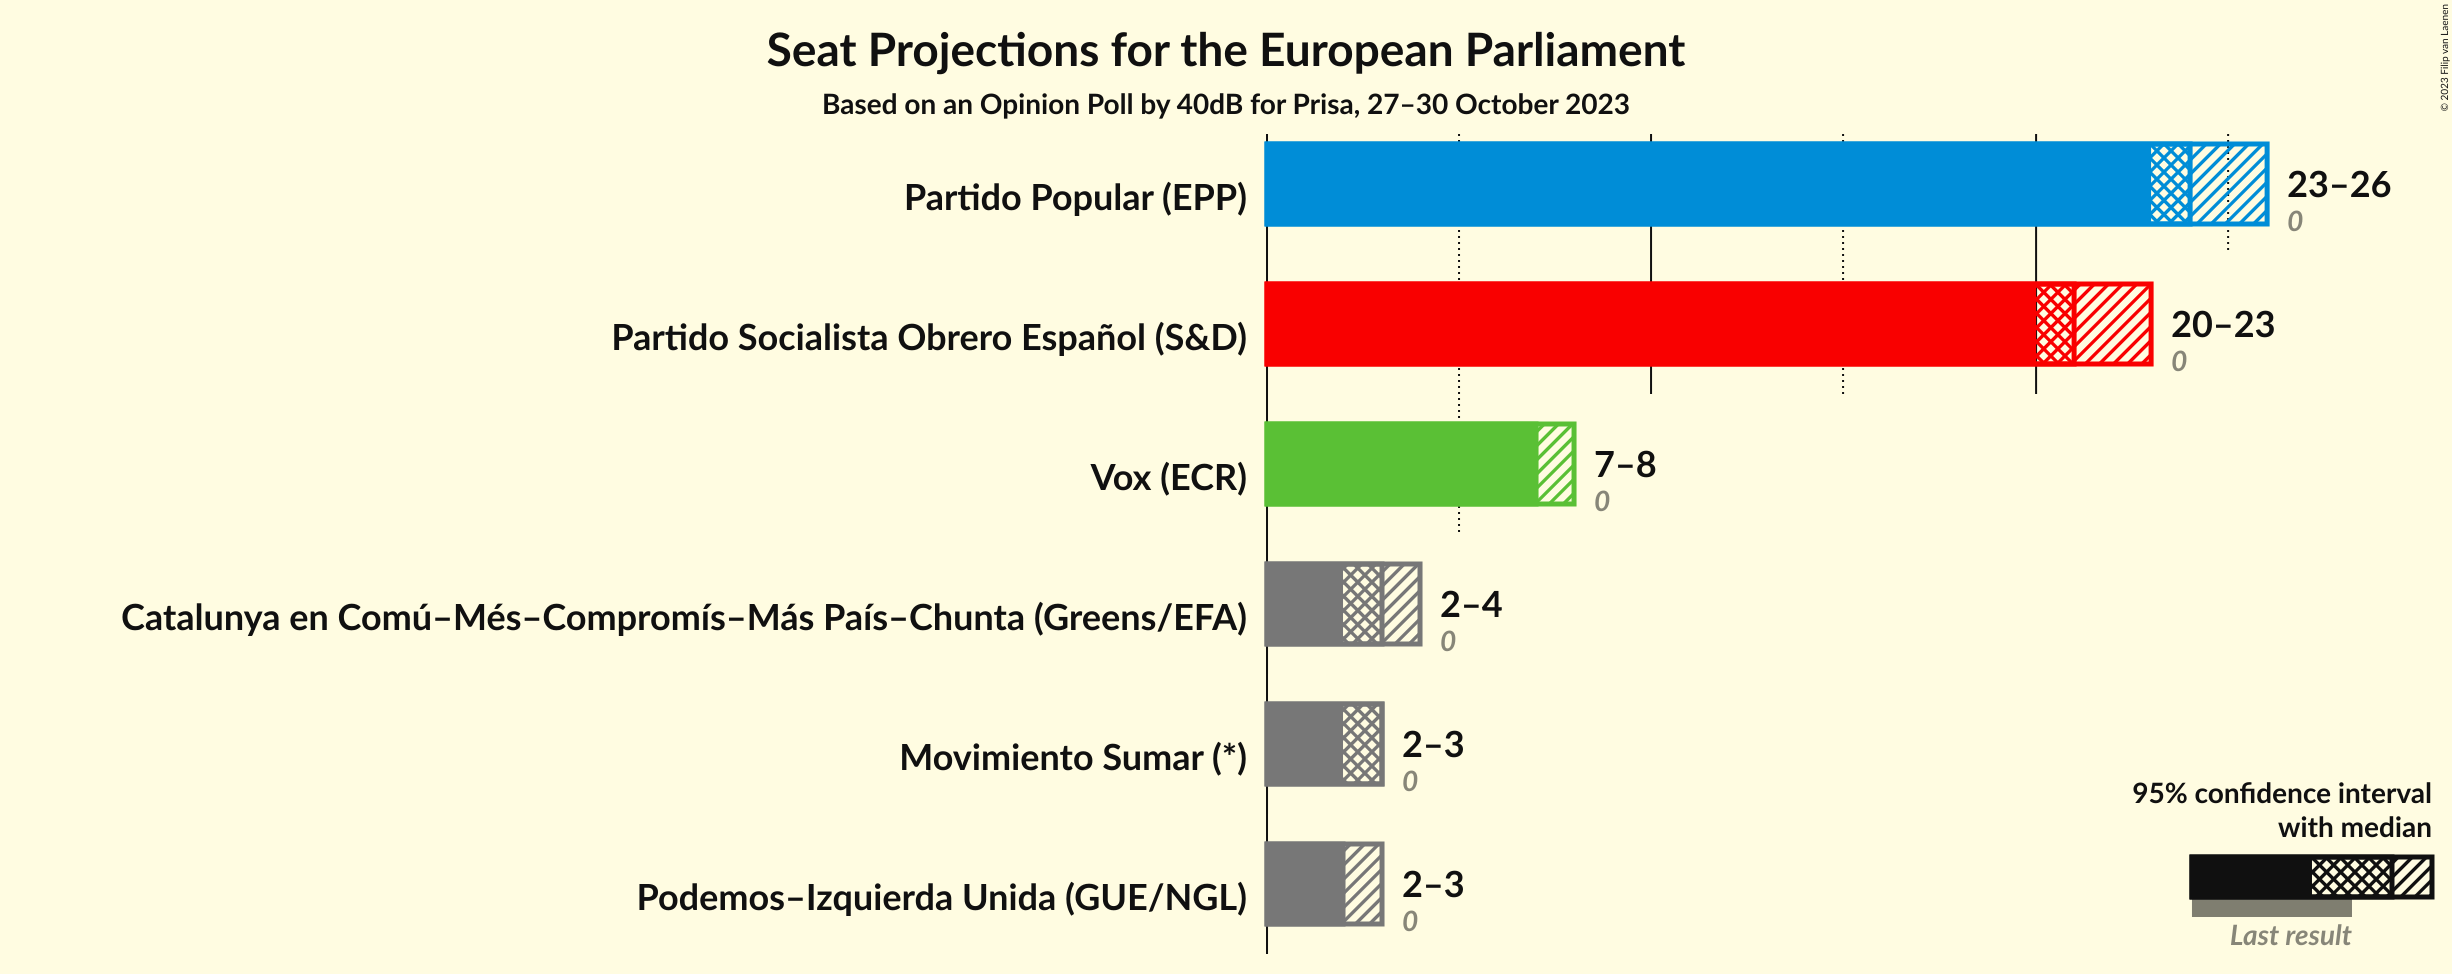 Seat Projections for the European Parliament
Based on an Opinion Poll by 40dB for Prisa, 27–30 October 2023
© 2023 Filip van Laenen
Partido Popular (EPP)
23–26
0
Partido Socialista Obrero Español (S&D)
20–23
0
Vox (ECR)
7–8
0
Catalunya en Comú–Més–Compromís–Más País–Chunta (Greens/EFA)
2–4
0
Movimiento Sumar (*)
2–3
0
Podemos–Izquierda Unida (GUE/NGL)
2–3
0
95% confidence interval
with median
Last result